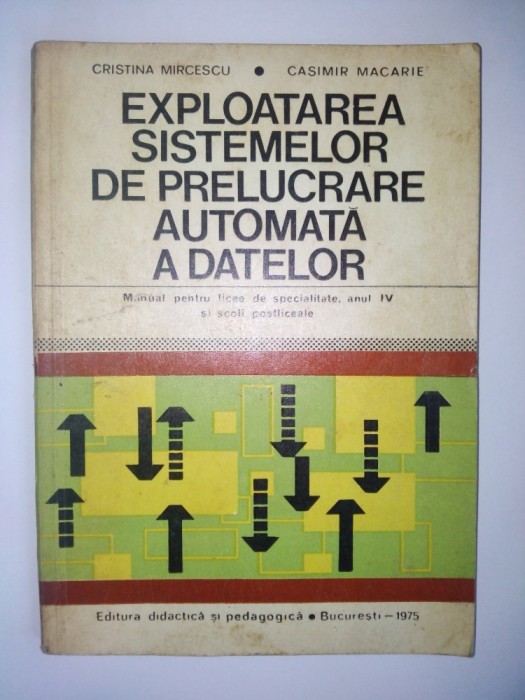 CRISTINA MIRCESCU ● CASIMIR MACARIE
EXPLOATAREA
SISTEMELOR
DE PRELUCRARE
AUTOMATĂ
A DATELOR
Manual pentru licee de specialitate, anul IV
și școli postliceale
Editura didactică și pedagogică ● București – 1975